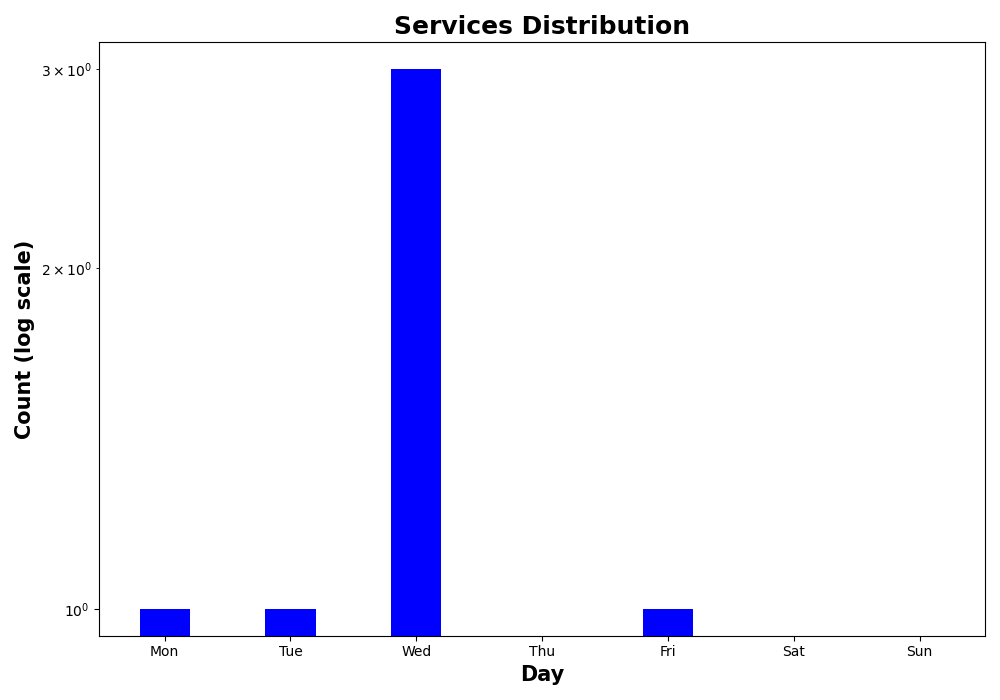 Services Distribution
Count (log scale)
3 × 10⁰
2 × 10⁰
10⁰
Mon Tue Wed Thu Fri Sat Sun
Day